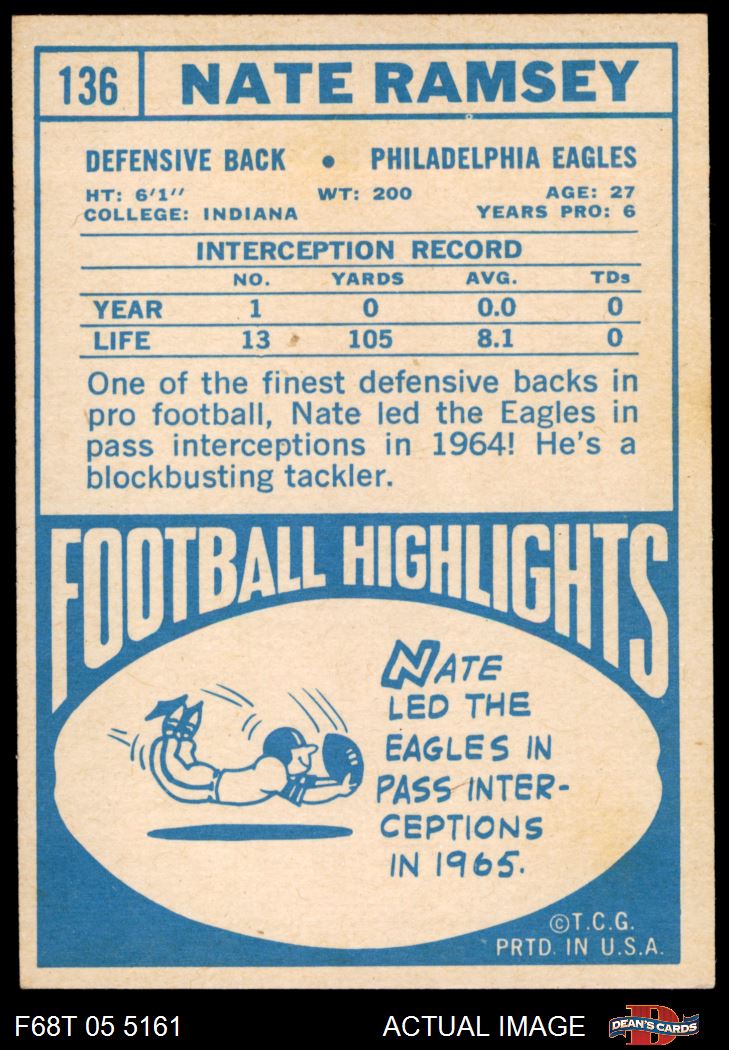 136 NATE RAMSEY
DEFENSIVE BACK • PHILADELPHIA EAGLES
HT: 6'1" WT: 200 AGE: 27
COLLEGE: INDIANA YEARS PRO: 6
INTERCEPTION RECORD
NO. YARDS AVG. TDs
YEAR 1 0 0.0 0
LIFE 13 105 8.1 0
One of the finest defensive backs in
pro football, Nate led the Eagles in
pass interceptions in 1964! He's a
blockbusting tackler.
FOOTBALL HIGHLIGHTS
NATE
LED THE
EAGLES IN
PASS INTER-
CEPTIONS
IN 1965.
©T.C.G.
PRTD. IN U.S.A.
F68T 05 5161 ACTUAL IMAGE D DEAN'S CARDS